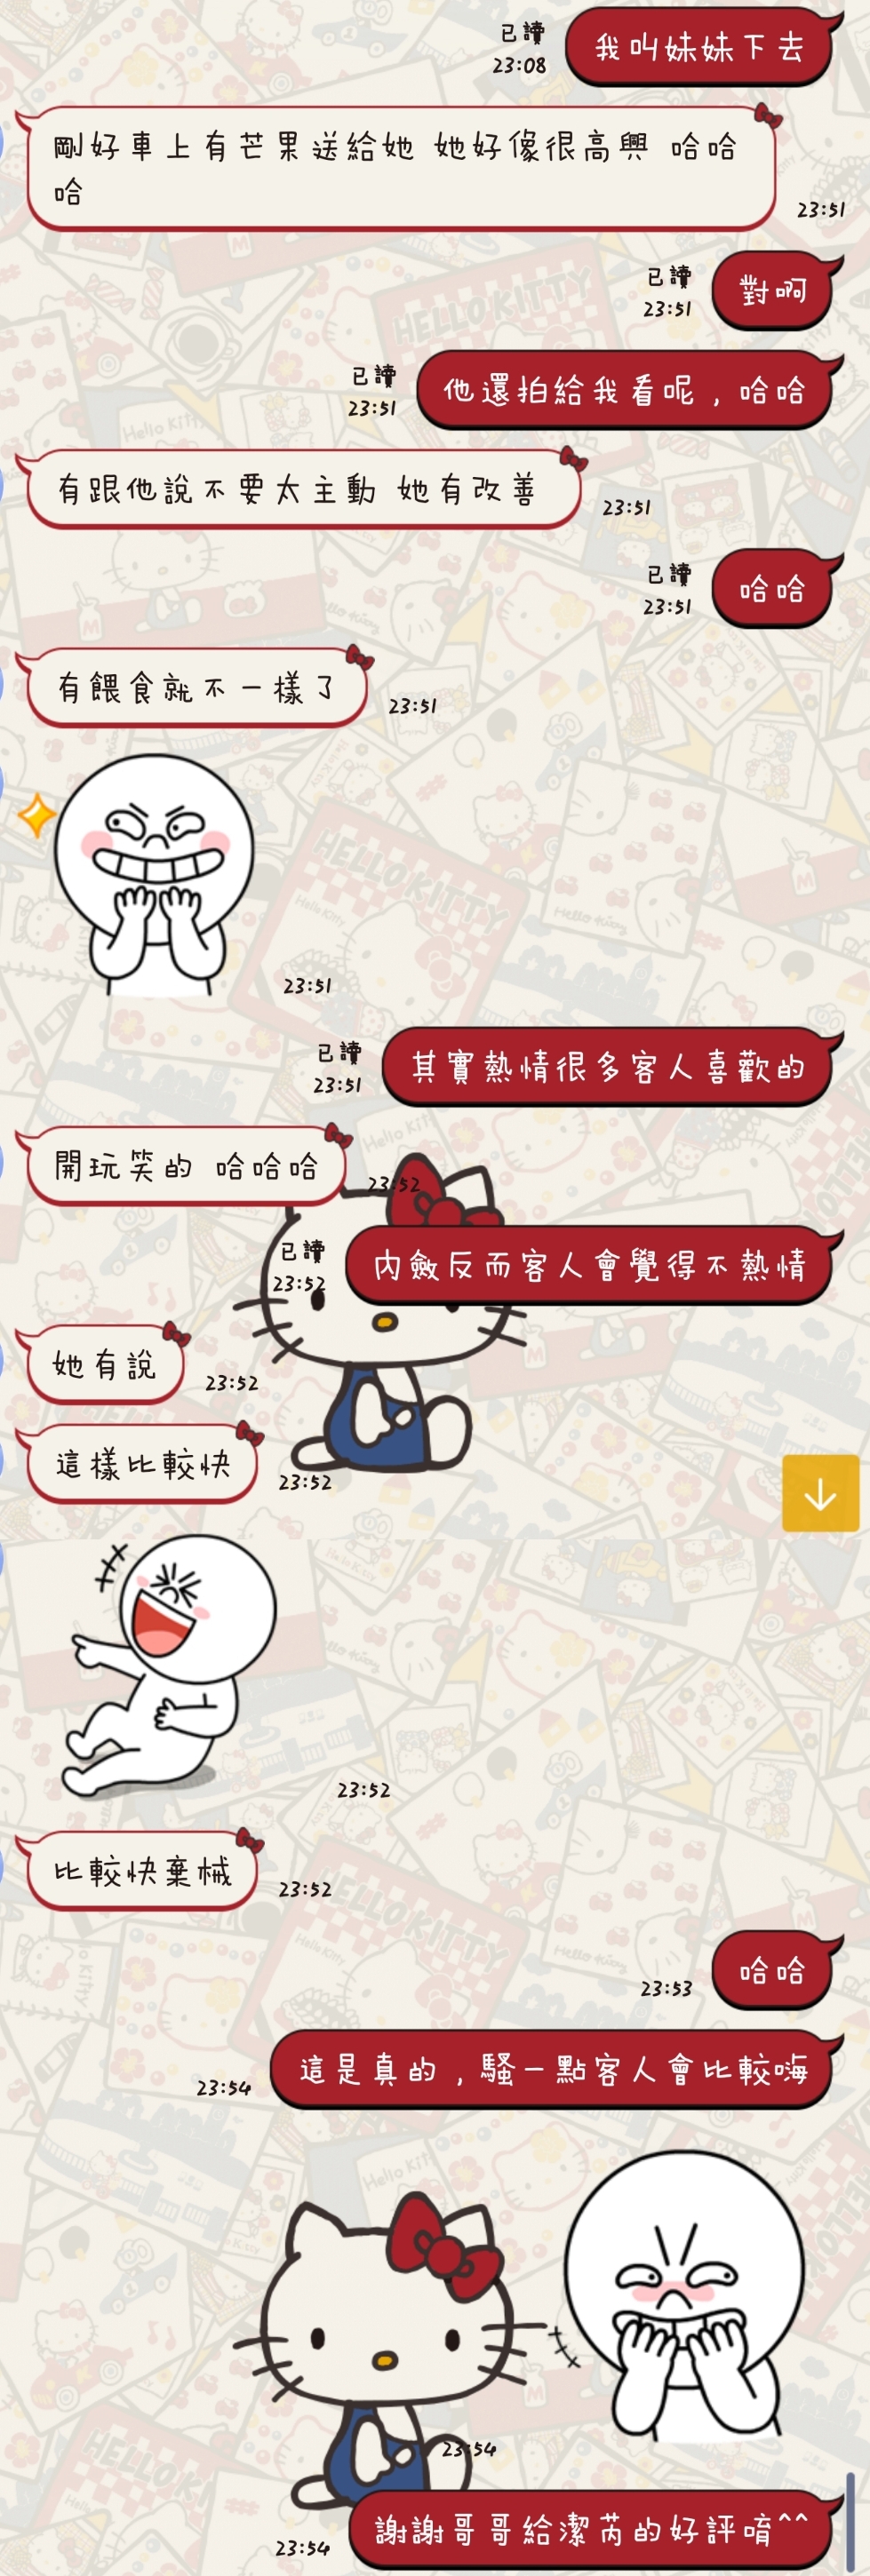 已讀
23:08
我叫妹妹下去
剛好車上有芒果送給她 她好像很高興 哈哈
哈
23:51
已讀
23:51
對啊
已讀
23:51
他還拍給我看呢，哈哈
有跟他說不要太主動 她有改善
23:51
已讀
23:51
哈哈
有餵食就不一樣了
23:51
23:51
已讀
23:51
其實熱情很多客人喜歡的
開玩笑的 哈哈哈
23:52
已讀
23:52
內斂反而客人會覺得不熱情
她有說
23:52
這樣比較快
23:52
23:52
比較快棄械
23:52
23:53
哈哈
23:54
這是真的，騷一點客人會比較嗨
23:54
23:54
謝謝哥哥給潔芮的好評唷^^
HELLO KITTY
Hello Kitty